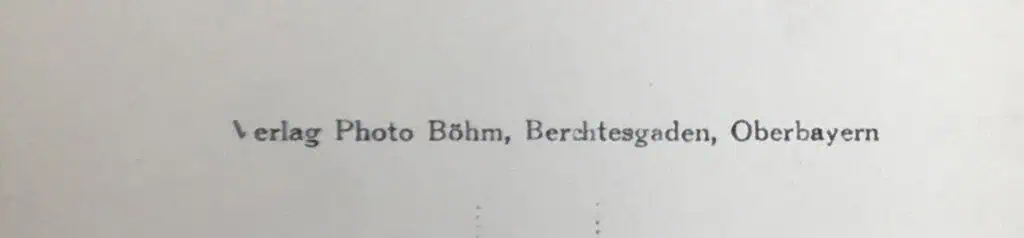 Verlag Photo Böhm, Berchtesgaden, Oberbayern